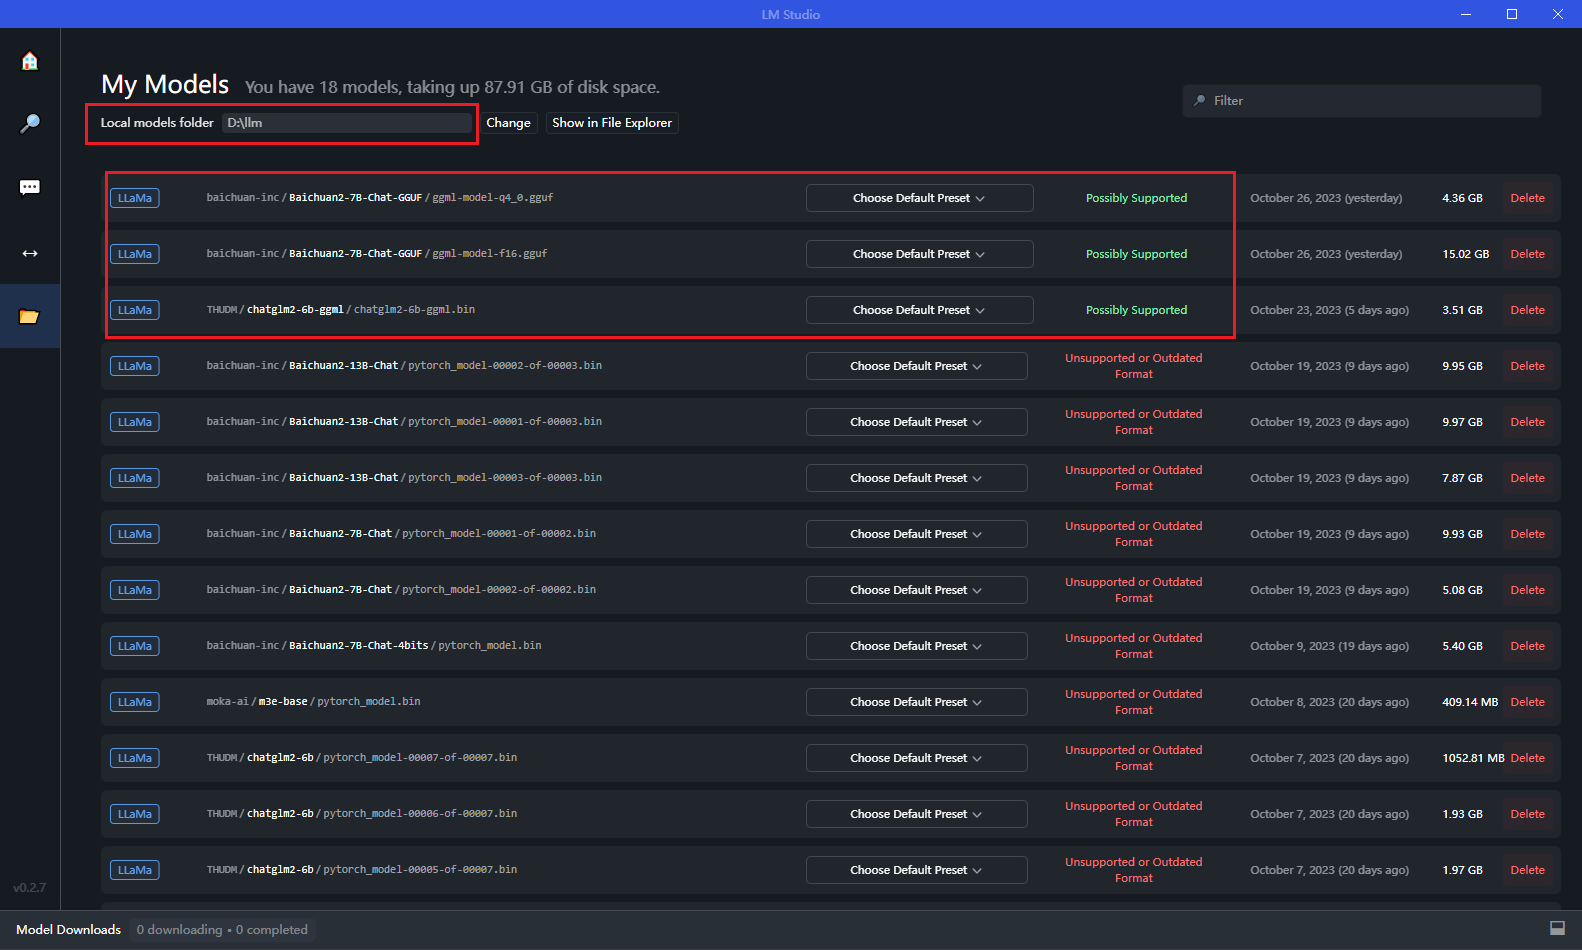 LM Studio
My Models You have 18 models, taking up 87.91 GB of disk space.
Filter
Local models folder D:\llm Change Show in File Explorer
LLaMa baichuan-inc/Baichuan2-7B-Chat-GGUF/ggml-model-q4_0.gguf Choose Default Preset Possibly Supported October 26, 2023 (yesterday) 4.36 GB Delete
LLaMa baichuan-inc/Baichuan2-7B-Chat-GGUF/ggml-model-f16.gguf Choose Default Preset Possibly Supported October 26, 2023 (yesterday) 15.02 GB Delete
LLaMa THUDM/chatglm2-6b-ggml/chatglm2-6b-ggml.bin Choose Default Preset Possibly Supported October 23, 2023 (5 days ago) 3.51 GB Delete
LLaMa baichuan-inc/Baichuan2-13B-Chat/pytorch_model-00002-of-00003.bin Choose Default Preset Unsupported or Outdated Format October 19, 2023 (9 days ago) 9.95 GB Delete
LLaMa baichuan-inc/Baichuan2-13B-Chat/pytorch_model-00001-of-00003.bin Choose Default Preset Unsupported or Outdated Format October 19, 2023 (9 days ago) 9.97 GB Delete
LLaMa baichuan-inc/Baichuan2-13B-Chat/pytorch_model-00003-of-00003.bin Choose Default Preset Unsupported or Outdated Format October 19, 2023 (9 days ago) 7.87 GB Delete
LLaMa baichuan-inc/Baichuan2-7B-Chat/pytorch_model-00001-of-00002.bin Choose Default Preset Unsupported or Outdated Format October 19, 2023 (9 days ago) 9.93 GB Delete
LLaMa baichuan-inc/Baichuan2-7B-Chat/pytorch_model-00002-of-00002.bin Choose Default Preset Unsupported or Outdated Format October 19, 2023 (9 days ago) 5.08 GB Delete
LLaMa baichuan-inc/Baichuan2-7B-Chat-4bits/pytorch_model.bin Choose Default Preset Unsupported or Outdated Format October 9, 2023 (19 days ago) 5.40 GB Delete
LLaMa moka-ai/m3e-base/pytorch_model.bin Choose Default Preset Unsupported or Outdated Format October 8, 2023 (20 days ago) 409.14 MB Delete
LLaMa THUDM/chatglm2-6b/pytorch_model-00007-of-00007.bin Choose Default Preset Unsupported or Outdated Format October 7, 2023 (20 days ago) 1052.81 MB Delete
LLaMa THUDM/chatglm2-6b/pytorch_model-00006-of-00007.bin Choose Default Preset Unsupported or Outdated Format October 7, 2023 (20 days ago) 1.93 GB Delete
LLaMa THUDM/chatglm2-6b/pytorch_model-00005-of-00007.bin Choose Default Preset Unsupported or Outdated Format October 7, 2023 (20 days ago) 1.97 GB Delete
v0.2.7
Model Downloads 0 downloading • 0 completed